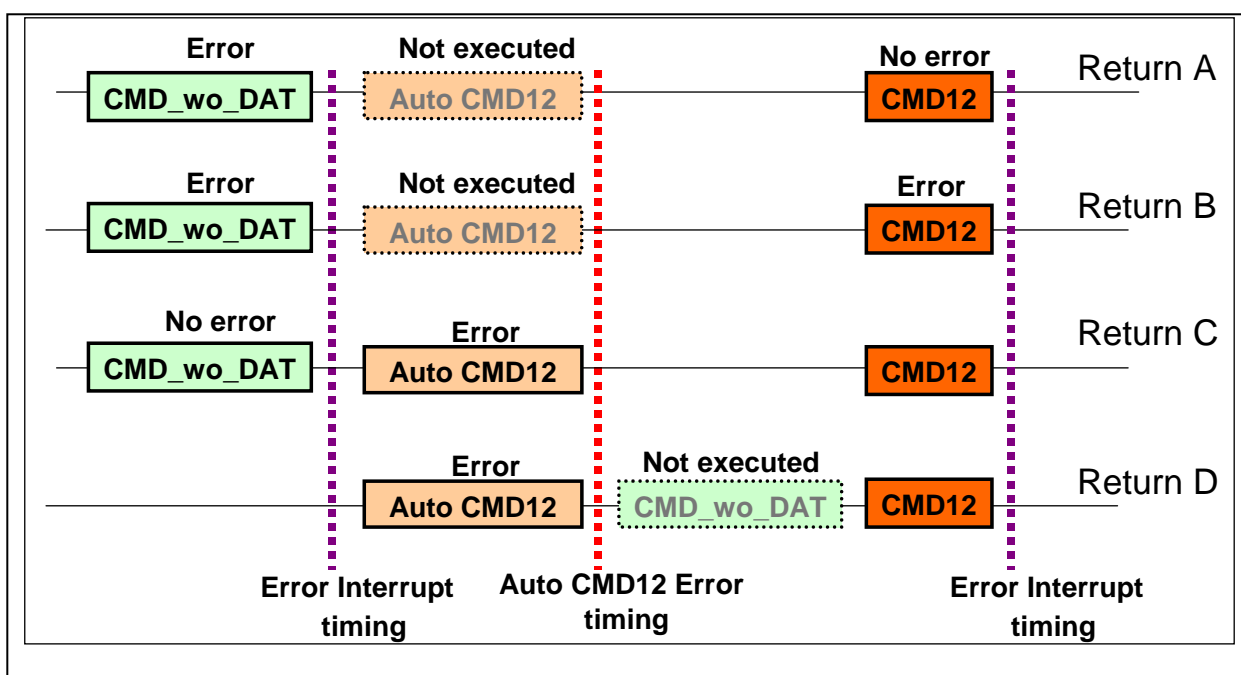 Error Not executed No error Return A
CMD_wo_DAT Auto CMD12 CMD12
Error Not executed Error Return B
CMD_wo_DAT Auto CMD12 CMD12
No error Error Return C
CMD_wo_DAT Auto CMD12 CMD12
Error Not executed Return D
Auto CMD12 CMD_wo_DAT CMD12
Error Interrupt Auto CMD12 Error Error Interrupt
timing timing timing